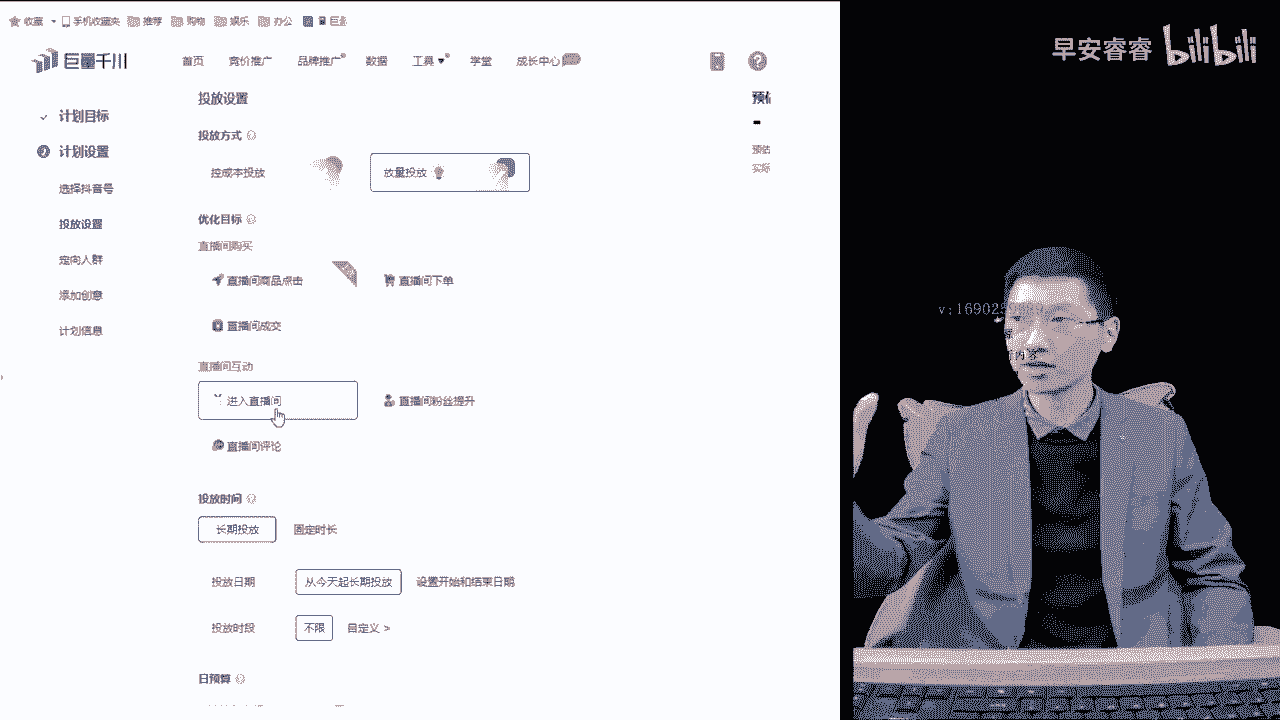 收藏 手机收藏夹 推荐 购物 娱乐 办公 巨量
早安睿睿 bilibili
巨量千川 首页 竞价推广 品牌推广 数据 工具 学堂 成长中心
计划目标
计划设置
选择抖音号
投放设置
定向人群
添加创意
计划信息
投放设置
投放方式
控成本投放 放量投放
优化目标
直播间购买
直播间商品点击 直播间下单
直播间成交
直播间互动
进入直播间 直播间粉丝提升
直播间评论
投放时间
长期投放 固定时长
投放日期 从今天起长期投放 设置开始和结束日期
投放时段 不限 自定义 >
日预算
预估
-
预估
实际